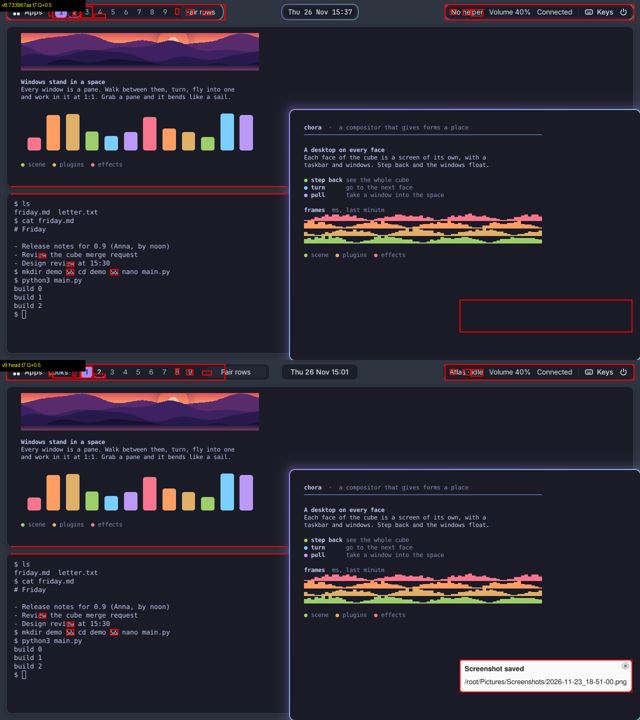 v8 733967aa t7.Q+0.5
Apps 1 2 3 4 5 6 7 8 9 Fair rows
Thu 26 Nov 15:37
No helper Volume 40% Connected Keys
Windows stand in a space
Every window is a pane. Walk between them, turn, fly into one
and work in it at 1:1. Grab a pane and it bends like a sail.
scene plugins effects
$ ls
friday.md letter.txt
$ cat friday.md
# Friday
- Release notes for 0.9 (Anna, by noon)
- Review the cube merge request
- Design review at 15:30
$ mkdir demo && cd demo && nano main.py
$ python3 main.py
build 0
build 1
build 2
$
chora - a compositor that gives forms a place
A desktop on every face
Each face of the cube is a screen of its own, with a
taskbar and windows. Step back and the windows float.
step back see the whole cube
turn go to the next face
pull take a window into the space
frames ms, last minute
scene plugins effects
v9 head t7.Q+0.5
Apps Looks 1 2 3 4 5 6 7 8 9 Fair rows
Thu 26 Nov 15:01
Atlas idle Volume 40% Connected Keys
Windows stand in a space
Every window is a pane. Walk between them, turn, fly into one
and work in it at 1:1. Grab a pane and it bends like a sail.
scene plugins effects
$ ls
friday.md letter.txt
$ cat friday.md
# Friday
- Release notes for 0.9 (Anna, by noon)
- Review the cube merge request
- Design review at 15:30
$ mkdir demo && cd demo && nano main.py
$ python3 main.py
build 0
build 1
build 2
$
chora - a compositor that gives forms a place
A desktop on every face
Each face of the cube is a screen of its own, with a
taskbar and windows. Step back and the windows float.
step back see the whole cube
turn go to the next face
pull take a window into the space
frames ms, last minute
scene plugins effects
Screenshot saved
/root/Pictures/Screenshots/2026-11-23_18-51-00.png